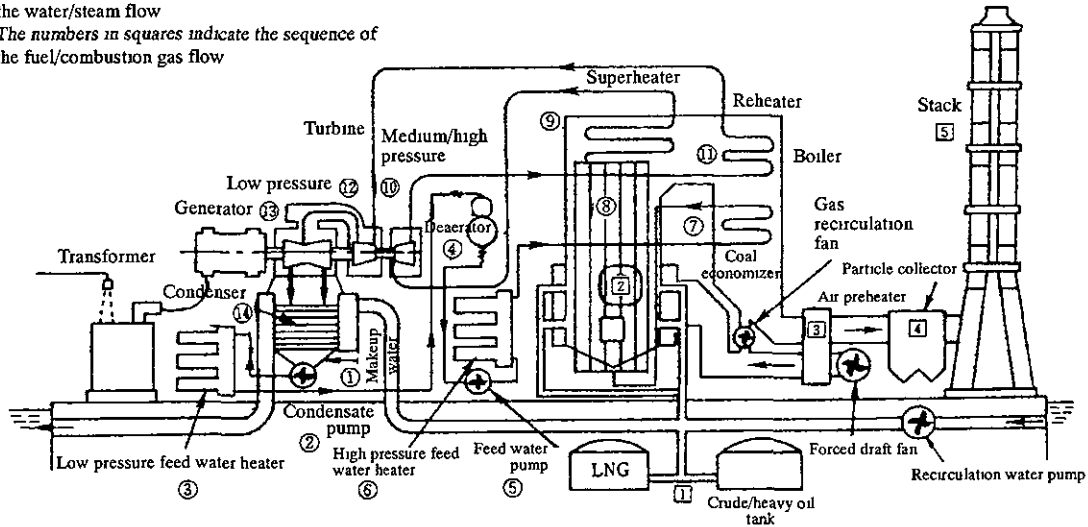 the water/steam flow
The numbers in squares indicate the sequence of
the fuel/combustion gas flow
Superheater
Reheater
Stack
5
Turbine
Medium/high
pressure
⑨
⑪
Boiler
Low pressure ⑫
⑩
Generator ⑬
⑧
Gas
recirculation
fan
Deaerator
④
⑦
Transformer
Coal
economizer
Particle collector
Condenser
2
Air preheater
⑭
3
4
①
Makeup
water
Condensate
pump
②
Low pressure feed water heater
③
High pressure feed
water heater
⑥
Feed water
pump
⑤
LNG
1
Crude/heavy oil
tank
Forced draft fan
Recirculation water pump